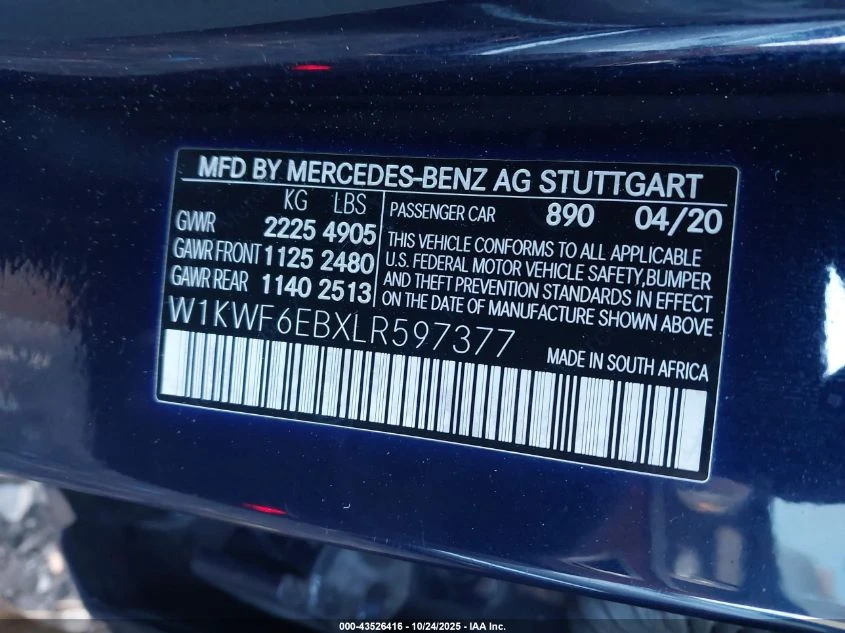 MFD BY MERCEDES-BENZ AG STUTTGART
KG LBS
GVWR 2225 4905
GAWR FRONT 1125 2480
GAWR REAR 1140 2513
PASSENGER CAR 890 04/20
THIS VEHICLE CONFORMS TO ALL APPLICABLE
U.S. FEDERAL MOTOR VEHICLE SAFETY, BUMPER
AND THEFT PREVENTION STANDARDS IN EFFECT
ON THE DATE OF MANUFACTURE SHOWN ABOVE
W1KWF6EBXLR597377
MADE IN SOUTH AFRICA
000-43526416 - 10/24/2025 - IAA Inc.